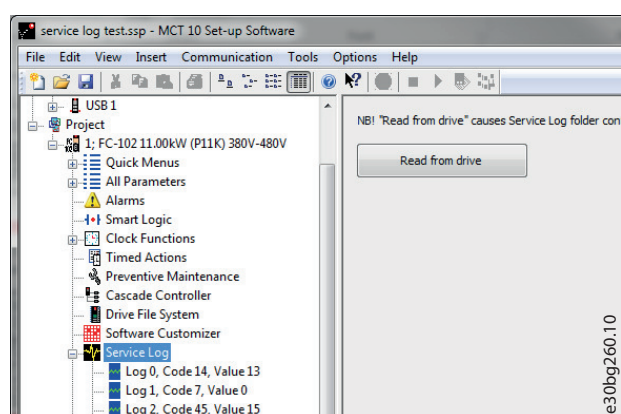 service log test.ssp - MCT 10 Set-up Software
File Edit View Insert Communication Tools Options Help
USB 1
Project
1; FC-102 11.00kW (P11K) 380V-480V
Quick Menus
All Parameters
Alarms
Smart Logic
Clock Functions
Timed Actions
Preventive Maintenance
Cascade Controller
Drive File System
Software Customizer
Service Log
Log 0, Code 14, Value 13
Log 1, Code 7, Value 0
Log 2, Code 45, Value 15
NB! "Read from drive" causes Service Log folder con
Read from drive
e30bg260.10